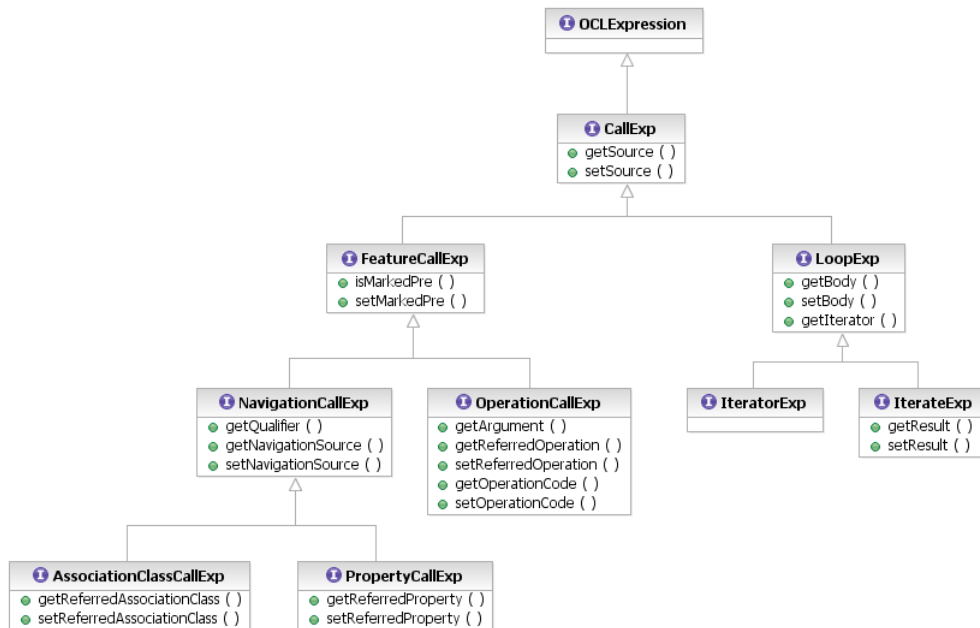 OCLExpression
CallExp
getSource ( )
setSource ( )
FeatureCallExp
isMarkedPre ( )
setMarkedPre ( )
LoopExp
getBody ( )
setBody ( )
getIterator ( )
NavigationCallExp
getQualifier ( )
getNavigationSource ( )
setNavigationSource ( )
OperationCallExp
getArgument ( )
getReferredOperation ( )
setReferredOperation ( )
getOperationCode ( )
setOperationCode ( )
IteratorExp
IterateExp
getResult ( )
setResult ( )
AssociationClassCallExp
getReferredAssociationClass ( )
setReferredAssociationClass ( )
PropertyCallExp
getReferredProperty ( )
setReferredProperty ( )